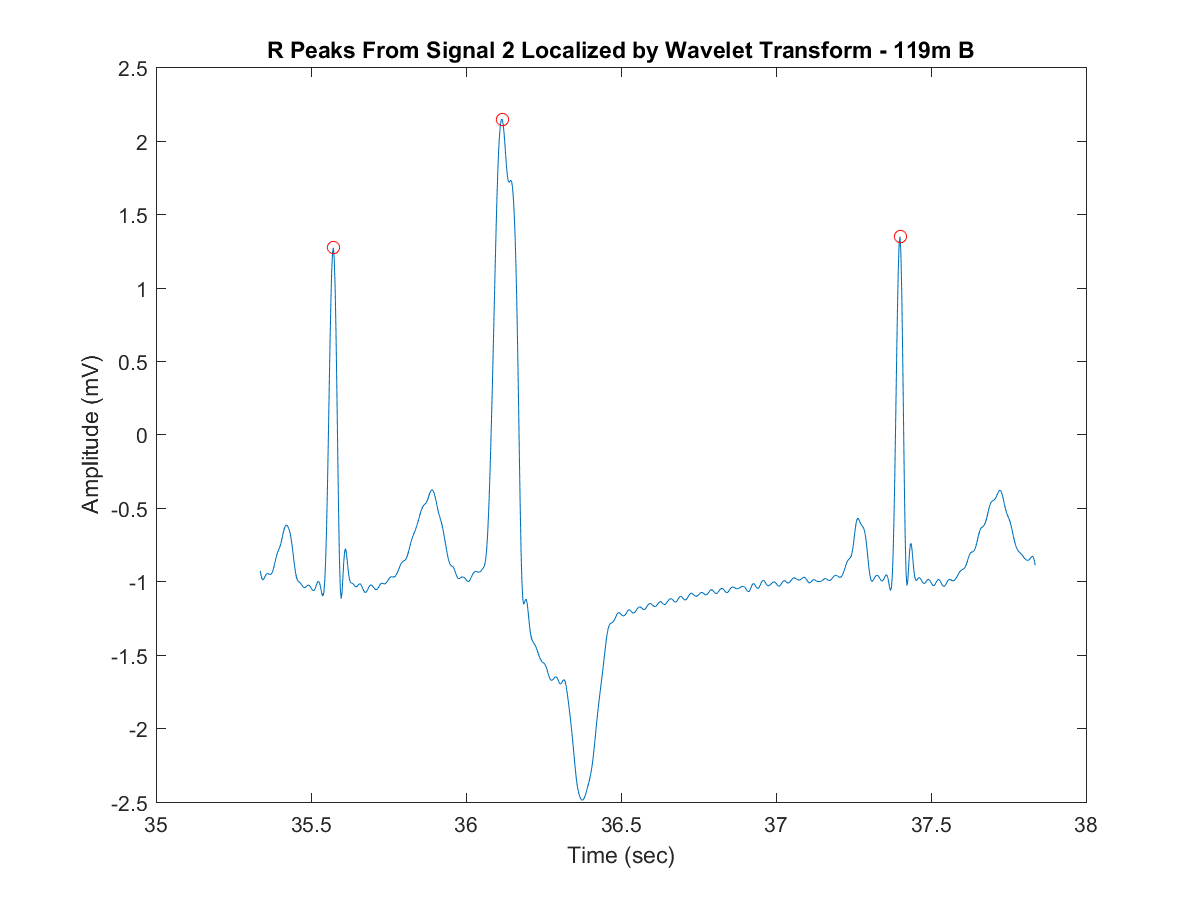 R Peaks From Signal 2 Localized by Wavelet Transform - 119m B
2.5
2
1.5
1
0.5
0
-0.5
-1
-1.5
-2
-2.5
Amplitude (mV)
35 35.5 36 36.5 37 37.5 38
Time (sec)